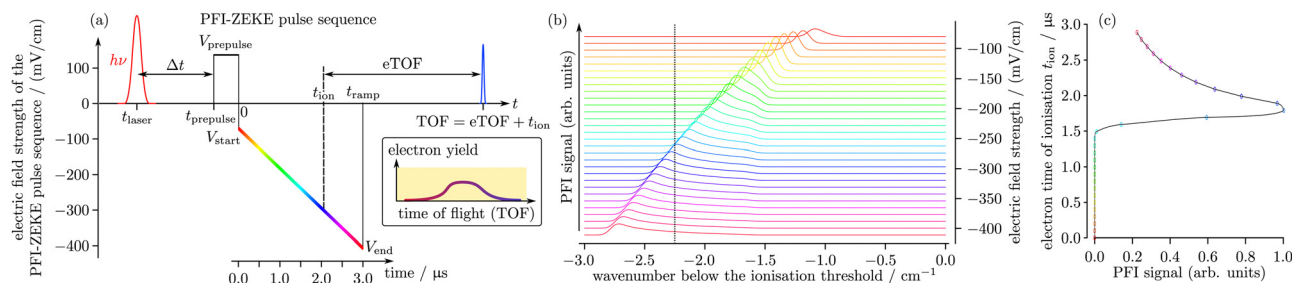 (a)
PFI-ZEKE pulse sequence
electric field strength of the
PFI-ZEKE pulse sequence / (mV/cm)
100
0
−100
−200
−300
−400
hν
Δt
V_prepulse
eTOF
t_ion
t_ramp
t
t_laser
t_prepulse
0
V_start
TOF = eTOF + t_ion
electron yield
time of flight (TOF)
V_end
0.0 1.0 2.0 3.0
time / μs
(b)
PFI signal (arb. units)
−3.0 −2.5 −2.0 −1.5 −1.0 −0.5 0.0
wavenumber below the ionisation threshold / cm⁻¹
−100
−150
−200
−250
−300
−350
−400
electric field strength / (mV/cm)
(c)
electron time of ionisation t_ion / μs
3.0
2.5
2.0
1.5
1.0
0.5
0.0
0.0 0.2 0.4 0.6 0.8 1.0
PFI signal (arb. units)